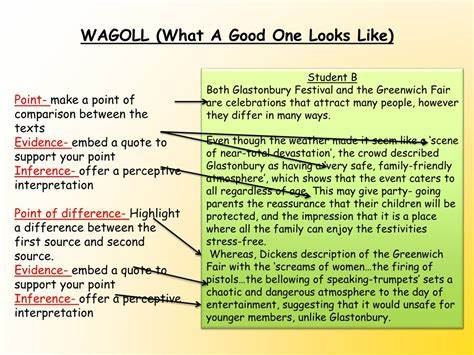 WAGOLL (What A Good One Looks Like)
Point- make a point of
comparison between the
texts
Evidence- embed a quote to
support your point
Inference- offer a perceptive
interpretation
Point of difference- Highlight
a difference between the
first source and second
source.
Evidence- embed a quote to
support your point
Inference- offer a perceptive
interpretation
Student B
Both Glastonbury Festival and the Greenwich Fair
are celebrations that attract many people, however
they differ in many ways.
Even though the weather made it seem like a 'scene
of near-total devastation', the crowd described
Glastonbury as having a 'very safe, family-friendly
atmosphere', which shows that the event caters to
all regardless of age. This may give party- going
parents the reassurance that their children will be
protected, and the impression that it is a place
where all the family can enjoy the festivities
stress-free.
Whereas, Dickens description of the Greenwich
Fair with the 'screams of women…the firing of
pistols…the bellowing of speaking-trumpets' sets a
chaotic and dangerous atmosphere to the day of
entertainment, suggesting that it would unsafe for
younger members, unlike Glastonbury.